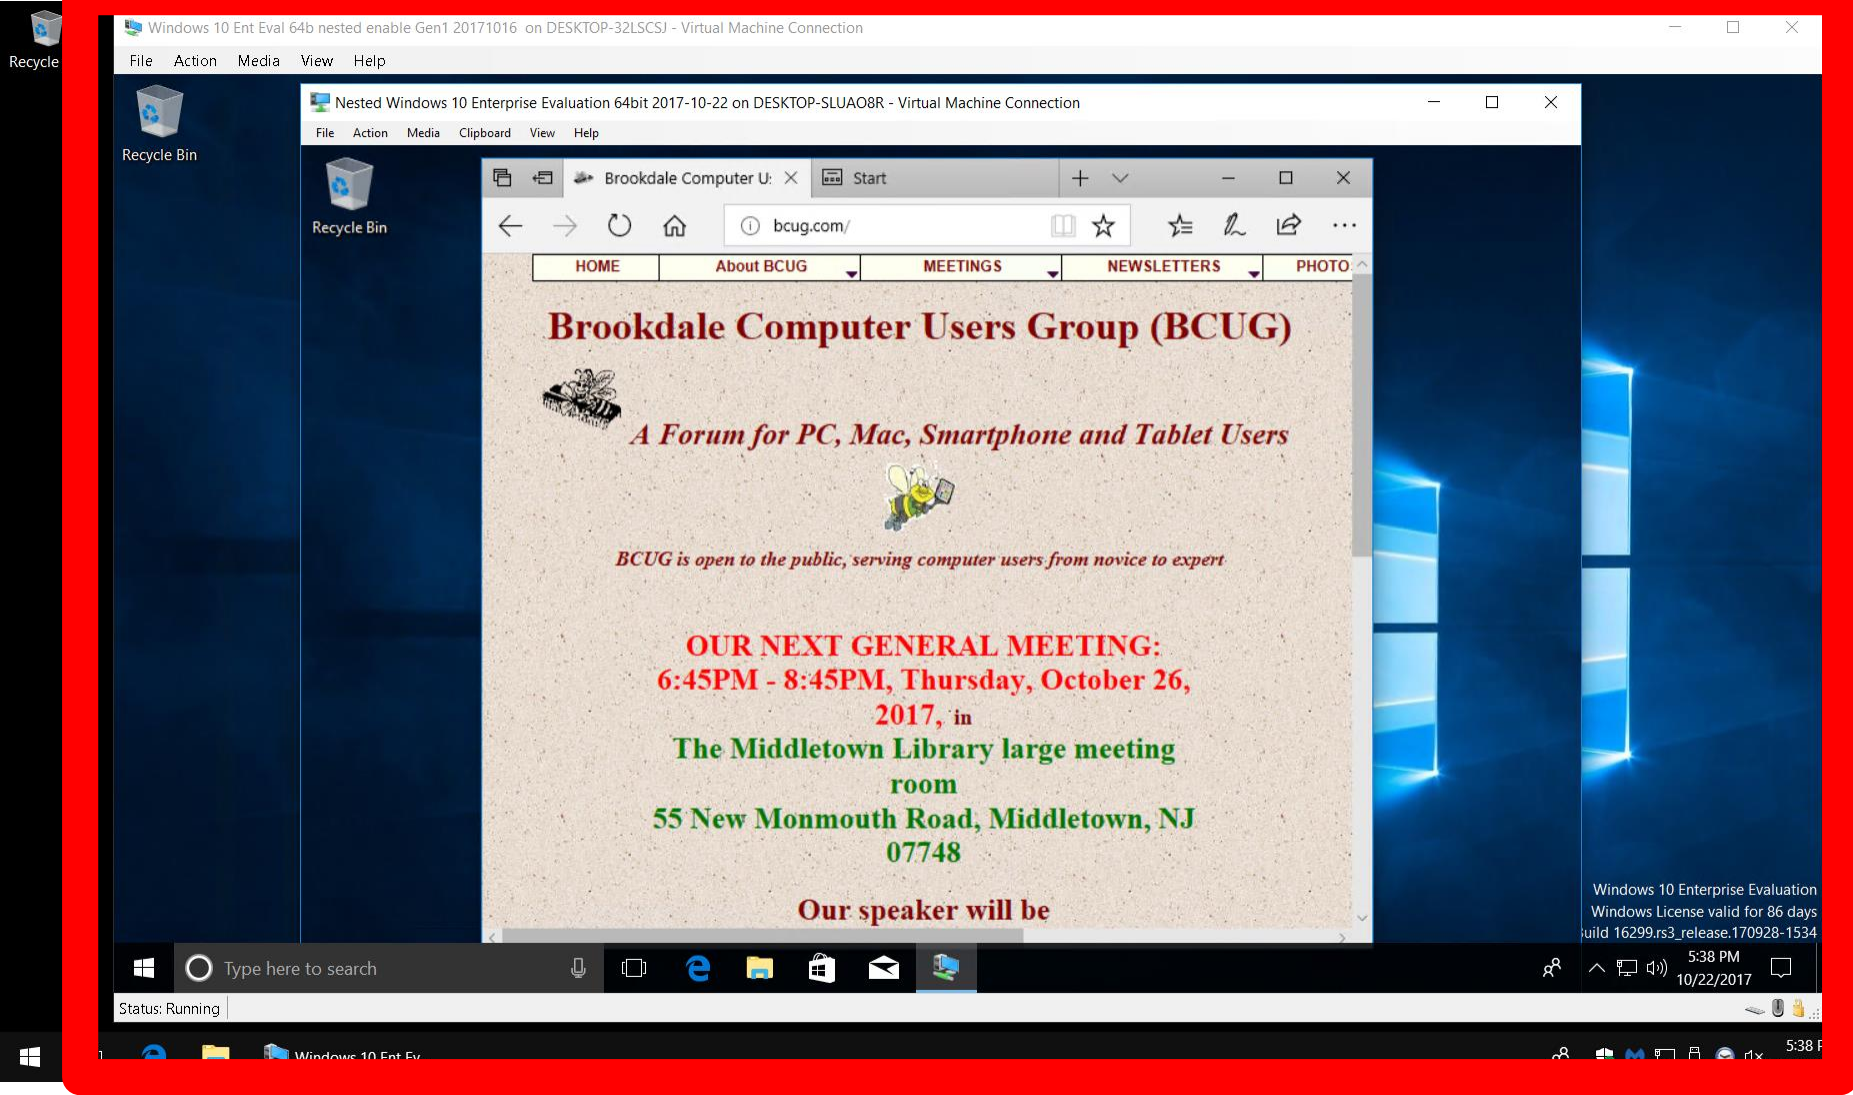 Recycle
Windows 10 Ent Eval 64b nested enable Gen1 20171016 on DESKTOP-32LSCSJ - Virtual Machine Connection
File Action Media View Help
Recycle Bin
Nested Windows 10 Enterprise Evaluation 64bit 2017-10-22 on DESKTOP-SLUAO8R - Virtual Machine Connection
File Action Media Clipboard View Help
Recycle Bin
Brookdale Computer U:
Start
bcug.com/
HOME About BCUG MEETINGS NEWSLETTERS PHOTO
Brookdale Computer Users Group (BCUG)
A Forum for PC, Mac, Smartphone and Tablet Users
BCUG is open to the public, serving computer users from novice to expert
OUR NEXT GENERAL MEETING:
6:45PM - 8:45PM, Thursday, October 26,
2017, in
The Middletown Library large meeting
room
55 New Monmouth Road, Middletown, NJ
07748
Our speaker will be
Windows 10 Enterprise Evaluation
Windows License valid for 86 days
uild 16299.rs3_release.170928-1534
Type here to search
5:38 PM
10/22/2017
Status: Running
Windows 10 Ent Ev
5:38 P